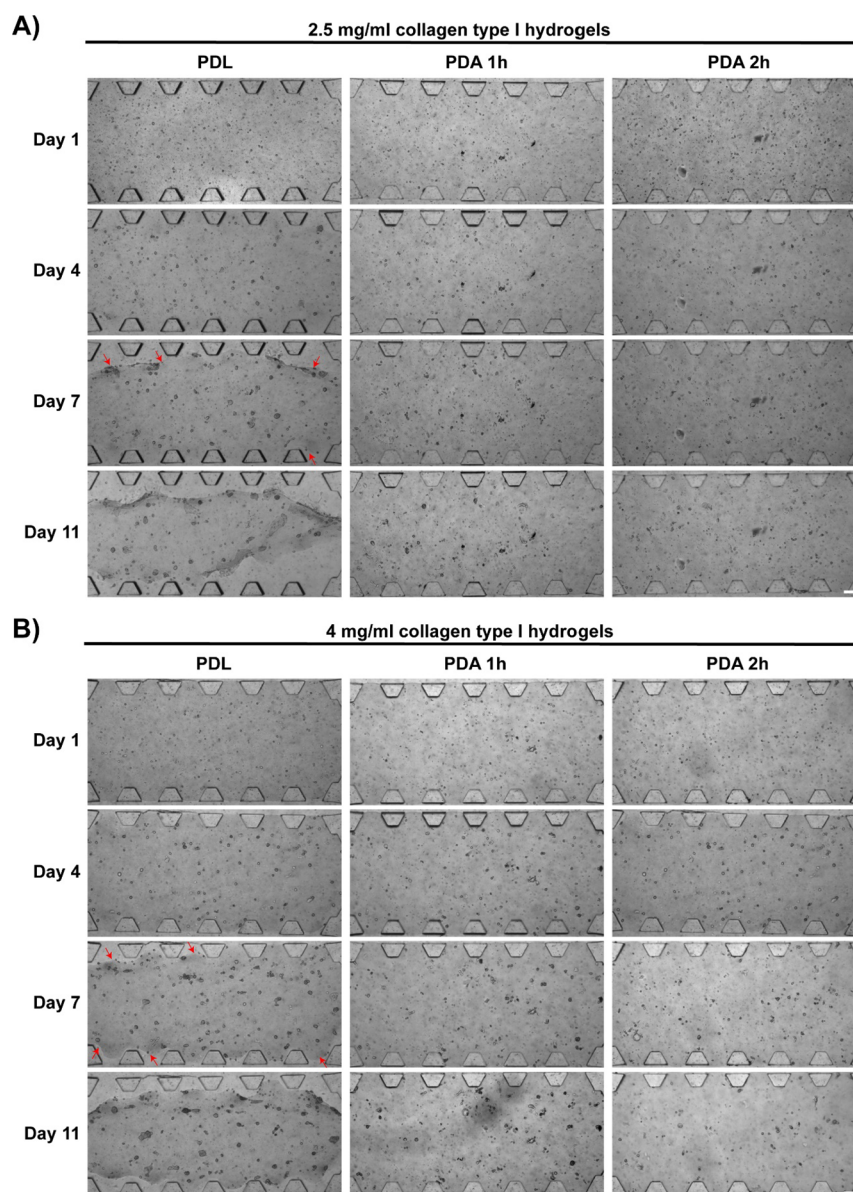 A)
2.5 mg/ml collagen type I hydrogels
PDL PDA 1h PDA 2h
Day 1
Day 4
Day 7
Day 11
B)
4 mg/ml collagen type I hydrogels
PDL PDA 1h PDA 2h
Day 1
Day 4
Day 7
Day 11